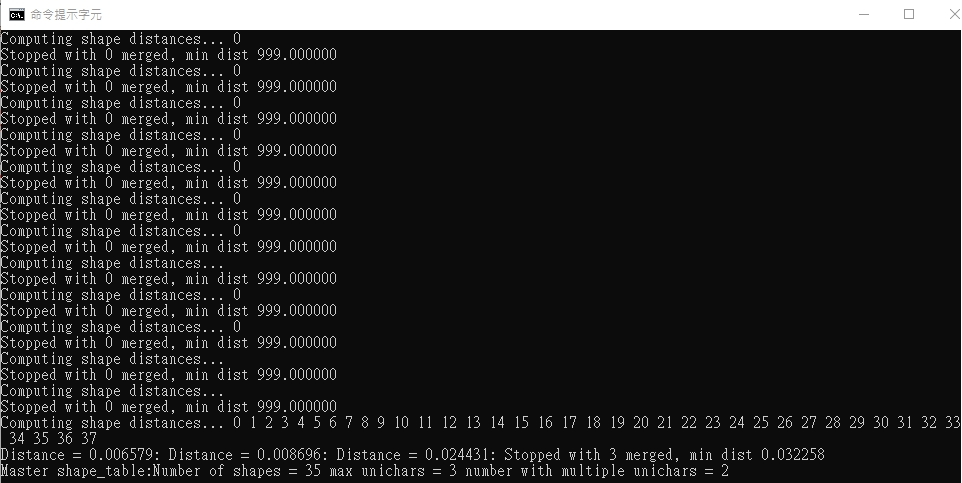 命令提示字元
Computing shape distances... 0
Stopped with 0 merged, min dist 999.000000
Computing shape distances... 0
Stopped with 0 merged, min dist 999.000000
Computing shape distances... 0
Stopped with 0 merged, min dist 999.000000
Computing shape distances... 0
Stopped with 0 merged, min dist 999.000000
Computing shape distances... 0
Stopped with 0 merged, min dist 999.000000
Computing shape distances... 0
Stopped with 0 merged, min dist 999.000000
Computing shape distances... 0
Stopped with 0 merged, min dist 999.000000
Computing shape distances...
Stopped with 0 merged, min dist 999.000000
Computing shape distances... 0
Stopped with 0 merged, min dist 999.000000
Computing shape distances... 0
Stopped with 0 merged, min dist 999.000000
Computing shape distances...
Stopped with 0 merged, min dist 999.000000
Computing shape distances...
Stopped with 0 merged, min dist 999.000000
Computing shape distances... 0 1 2 3 4 5 6 7 8 9 10 11 12 13 14 15 16 17 18 19 20 21 22 23 24 25 26 27 28 29 30 31 32 33
34 35 36 37
Distance = 0.006579: Distance = 0.008696: Distance = 0.024431: Stopped with 3 merged, min dist 0.032258
Master shape_table:Number of shapes = 35 max unichars = 3 number with multiple unichars = 2